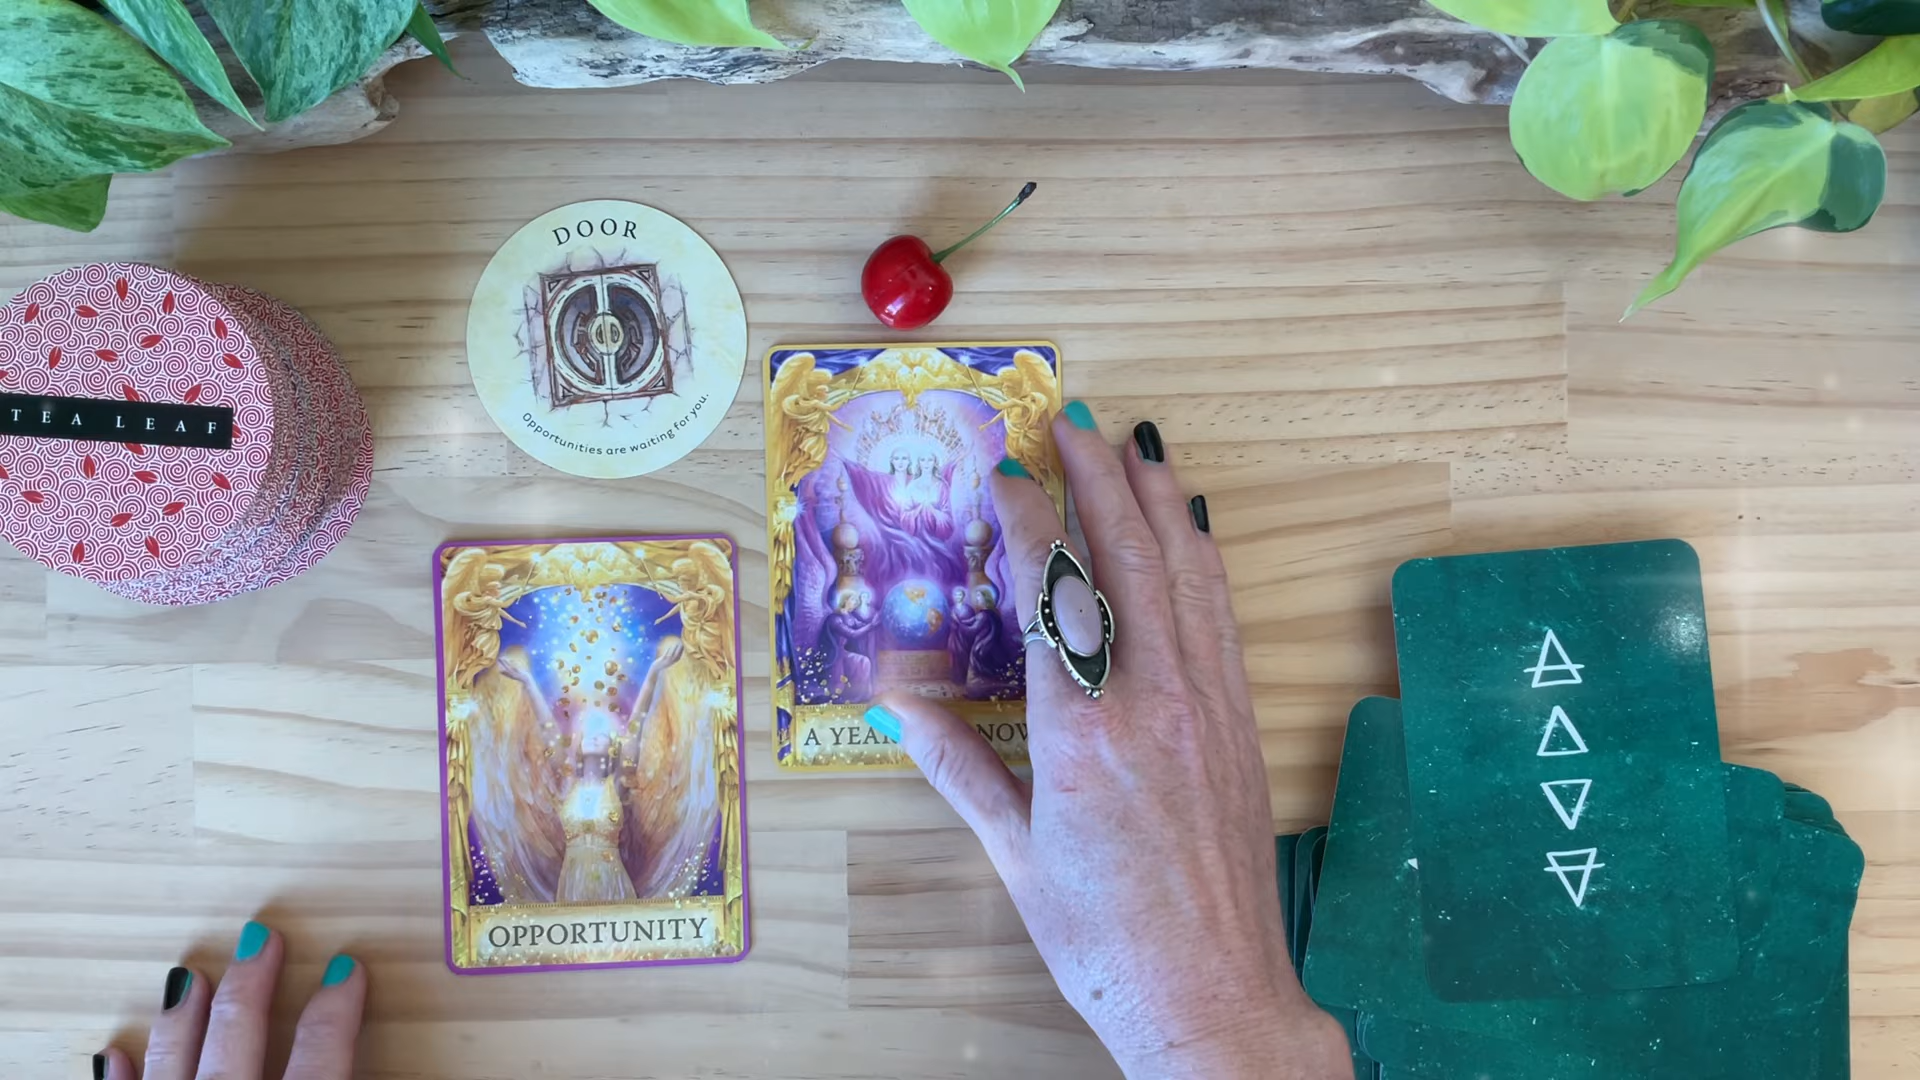 DOOR
Opportunities are waiting for you.
TEA LEAF
A YEAR NOW
OPPORTUNITY